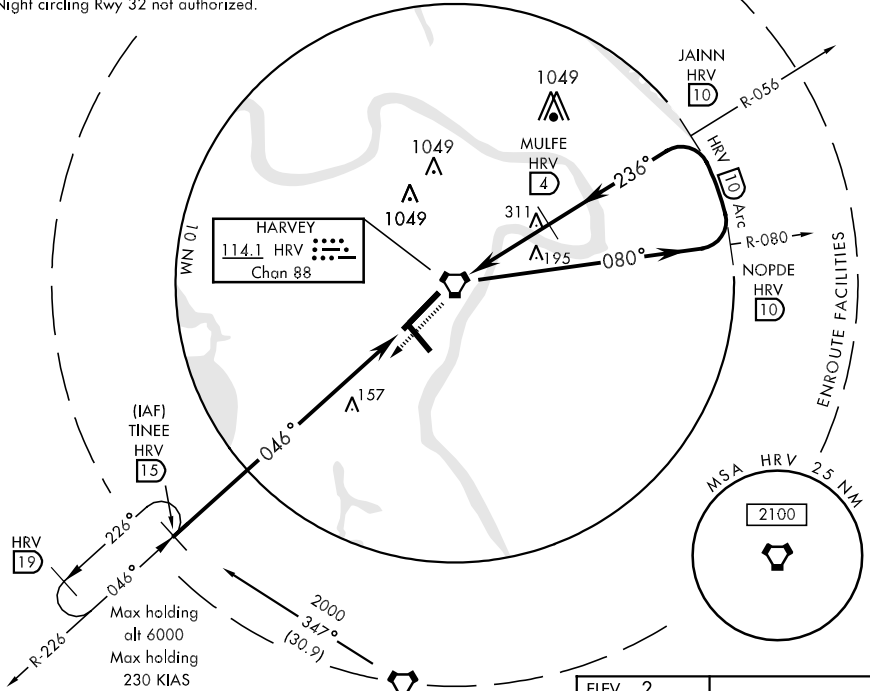 Night circling Rwy 32 not authorized.
JAINN
HRV
10
R-056
1049
MULFE
HRV
4
236°
HRV 10 Arc
1049
1049
311
195
080°
R-080
NOPDE
HRV
10
HARVEY
114.1 HRV
Chan 88
10 NM
ENROUTE FACILITIES
157
046°
(IAF)
TINEE
HRV
15
226°
HRV
19
046°
R-226
Max holding
alt 6000
Max holding
230 KIAS
2000
347°
(30.9)
MSA HRV 25 NM
2100
ELEV 2